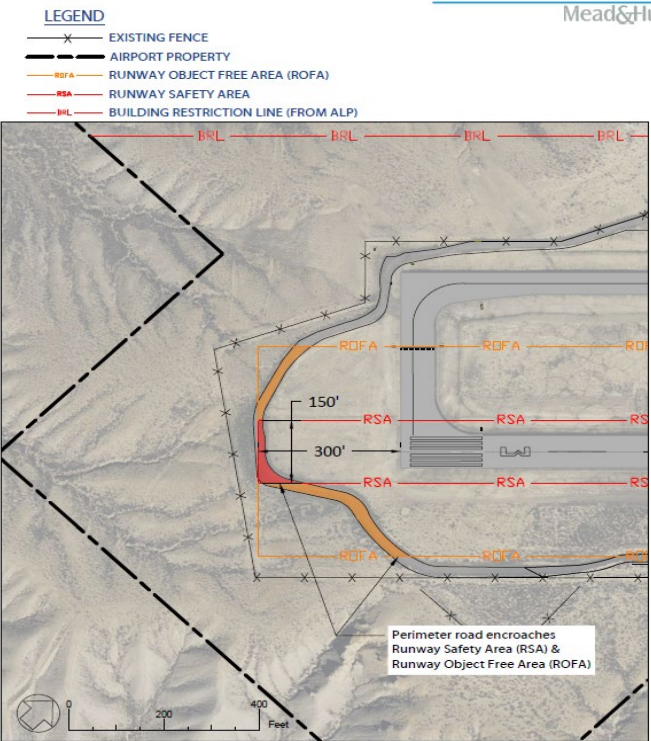 Mead&Hu
LEGEND
EXISTING FENCE
AIRPORT PROPERTY
ROFA RUNWAY OBJECT FREE AREA (ROFA)
RSA RUNWAY SAFETY AREA
BRL BUILDING RESTRICTION LINE (FROM ALP)
BRL BRL BRL BRL
ROFA ROFA ROF
150'
RSA RSA RS
300'
RSA RSA RS
ROFA ROFA ROF
Perimeter road encroaches
Runway Safety Area (RSA) &
Runway Object Free Area (ROFA)
0 200 400
Feet